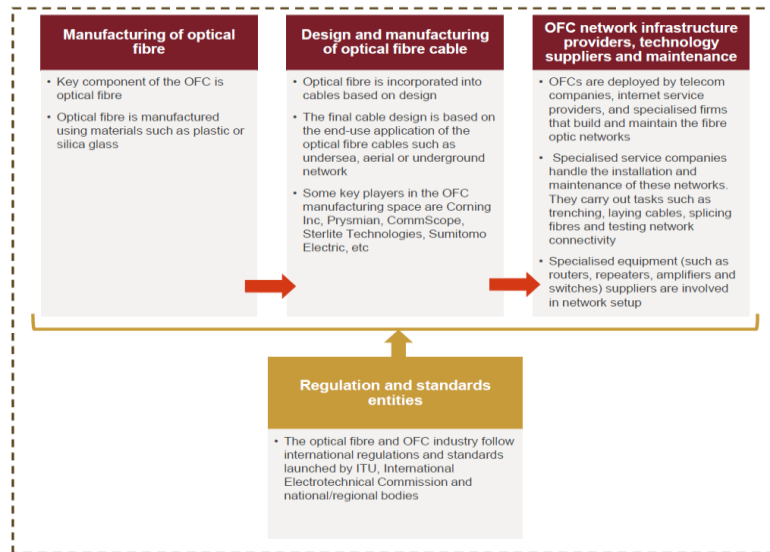 Manufacturing of optical
fibre
• Key component of the OFC is
optical fibre
• Optical fibre is manufactured
using materials such as plastic or
silica glass
Design and manufacturing
of optical fibre cable
• Optical fibre is incorporated into
cables based on design
• The final cable design is based on
the end-use application of the
optical fibre cables such as
undersea, aerial or underground
network
• Some key players in the OFC
manufacturing space are Corning
Inc, Prysmian, CommScope,
Sterlite Technologies, Sumitomo
Electric, etc
OFC network infrastructure
providers, technology
suppliers and maintenance
• OFCs are deployed by telecom
companies, internet service
providers, and specialised firms
that build and maintain the fibre
optic networks
• Specialised service companies
handle the installation and
maintenance of these networks.
They carry out tasks such as
trenching, laying cables, splicing
fibres and testing network
connectivity
• Specialised equipment (such as
routers, repeaters, amplifiers and
switches) suppliers are involved
in network setup
Regulation and standards
entities
• The optical fibre and OFC industry follow
international regulations and standards
launched by ITU, International
Electrotechnical Commission and
national/regional bodies